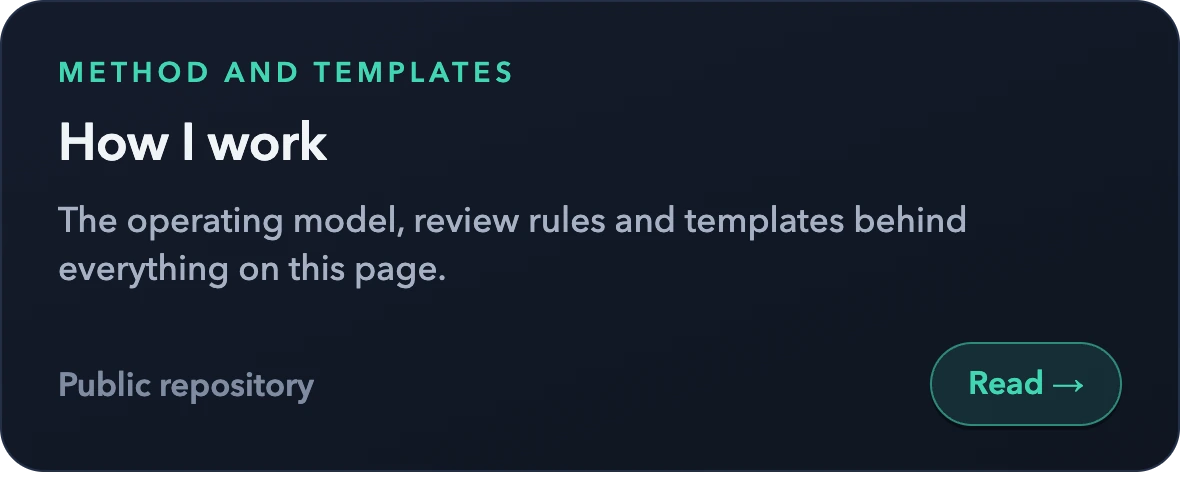 METHOD AND TEMPLATES
How I work
The operating model, review rules and templates behind
everything on this page.
Public repository
Read →